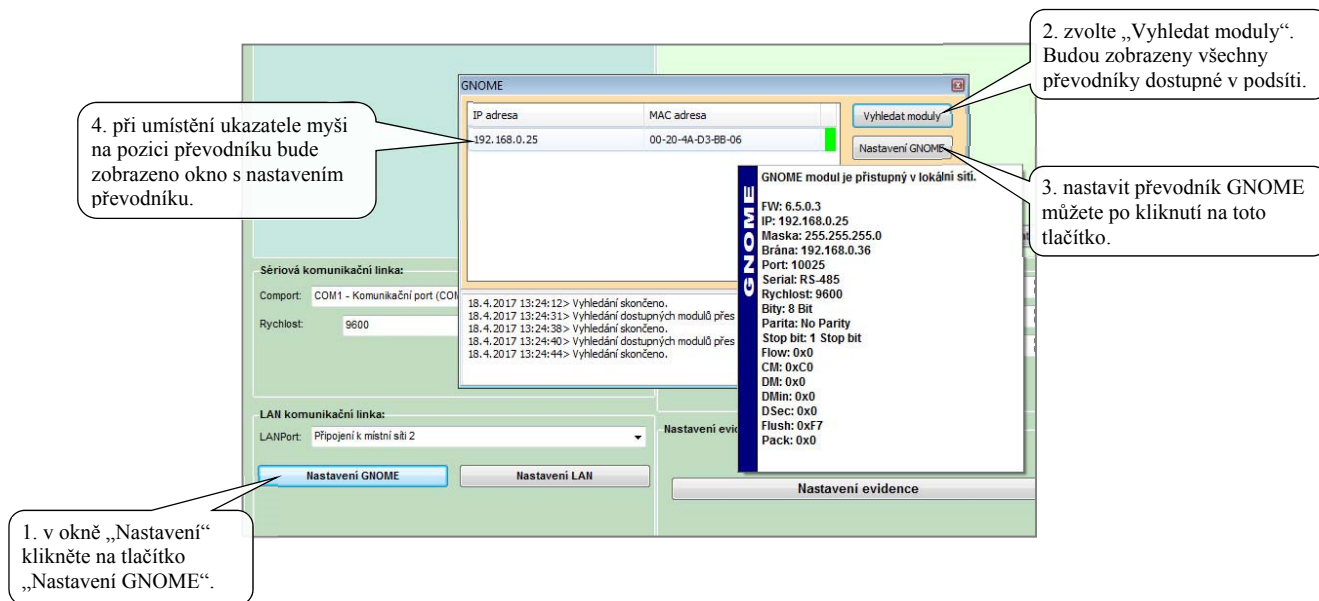 2. zvolte „Vyhledat moduly“.
Budou zobrazeny všechny
převodníky dostupné v podsíti.
GNOME
IP adresa MAC adresa
Vyhledat moduly
192.168.0.25 00-20-4A-D3-BB-06
Nastavení GNOME
4. při umístění ukazatele myši
na pozici převodníku bude
zobrazeno okno s nastavením
převodníku.
3. nastavit převodník GNOME
můžete po kliknutí na toto
tlačítko.
GNOME
GNOME modul je přístupný v lokální síti.
FW: 6.5.0.3
IP: 192.168.0.25
Maska: 255.255.255.0
Brána: 192.168.0.36
Port: 10025
Serial: RS-485
Rychlost: 9600
Bity: 8 Bit
Parita: No Parity
Stop bit: 1 Stop bit
Flow: 0x0
CM: 0xC0
DM: 0x0
DMin: 0x0
DSec: 0x0
Flush: 0xF7
Pack: 0x0
Sériová komunikační linka:
Comport: COM1 - Komunikační port (COM
Rychlost: 9600
18.4.2017 13:24:12> Vyhledání skončeno.
18.4.2017 13:24:31> Vyhledání dostupných modulů přes
18.4.2017 13:24:38> Vyhledání skončeno.
18.4.2017 13:24:40> Vyhledání dostupných modulů přes
18.4.2017 13:24:44> Vyhledání skončeno.
LAN komunikační linka:
LANPort: Připojení k místní síti 2
Nastavení GNOME Nastavení LAN
Nastavení evid
Nastavení evidence
1. v okně „Nastavení“
klikněte na tlačítko
„Nastavení GNOME“.